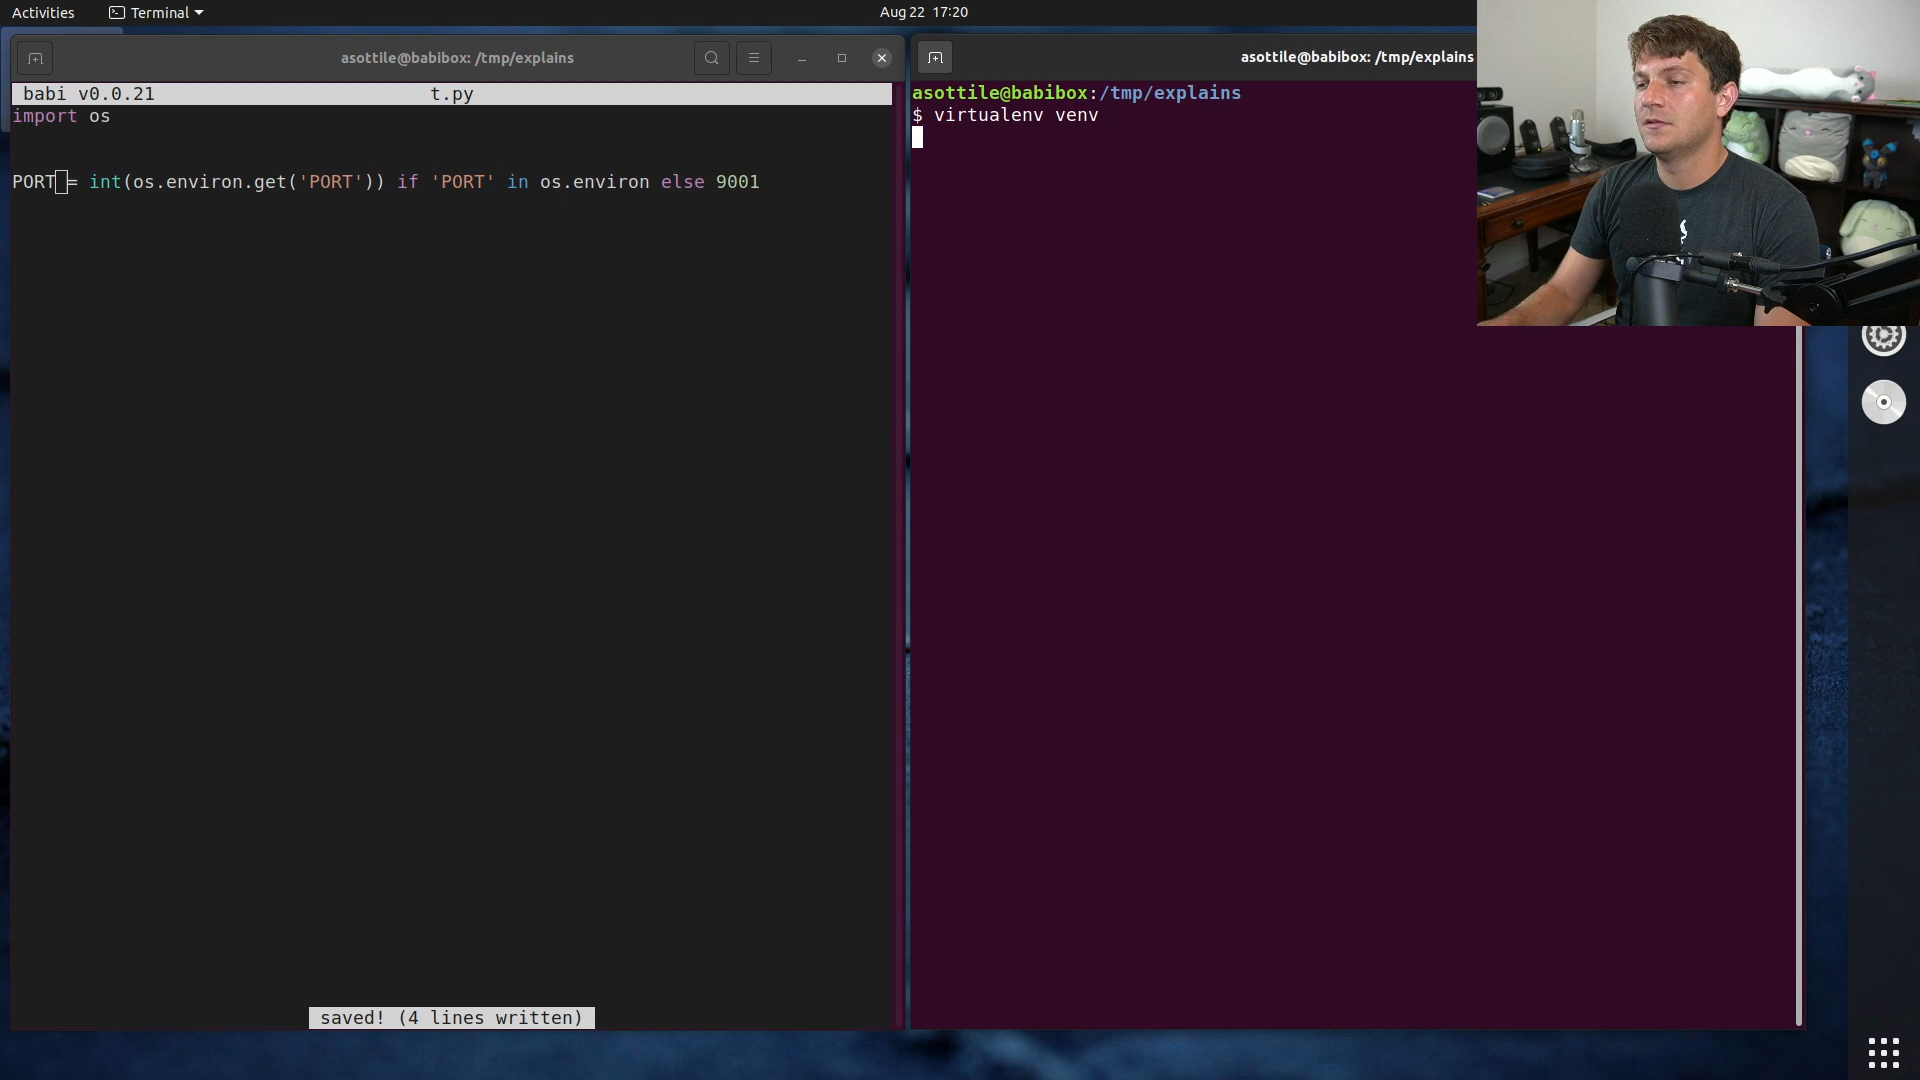 Activities
Terminal
Aug 22 17:20
asottile@babibox: /tmp/explains
babi v0.0.21 t.py
import os
PORT = int(os.environ.get('PORT')) if 'PORT' in os.environ else 9001
saved! (4 lines written)
asottile@babibox: /tmp/explains
asottile@babibox:/tmp/explains
$ virtualenv venv